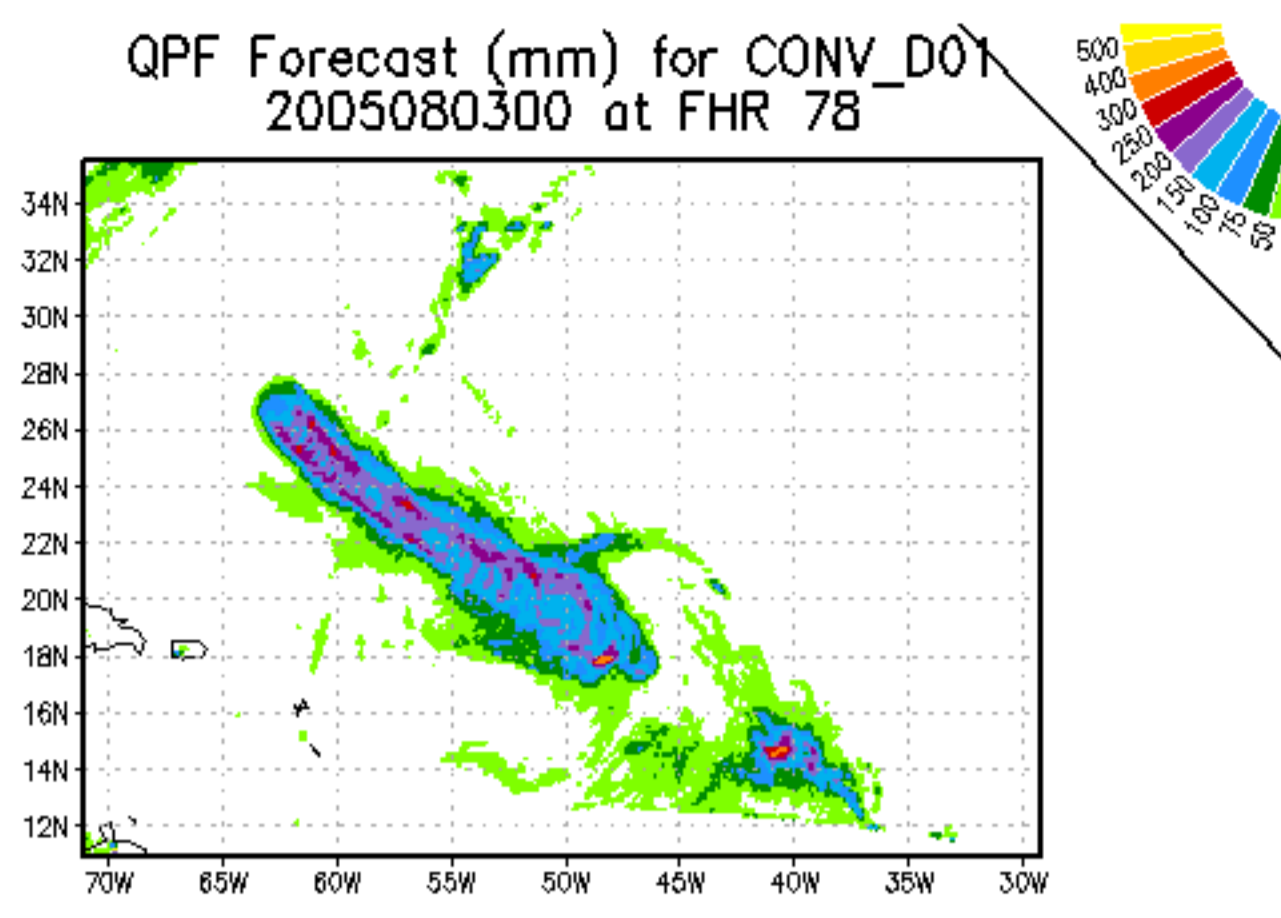 QPF Forecast (mm) for CONV_D01
2005080300 at FHR 78
500
400
300
250
200
150
100
75
50
34N
32N
30N
28N
26N
24N
22N
20N
18N
16N
14N
12N
70W 65W 60W 55W 50W 45W 40W 35W 30W